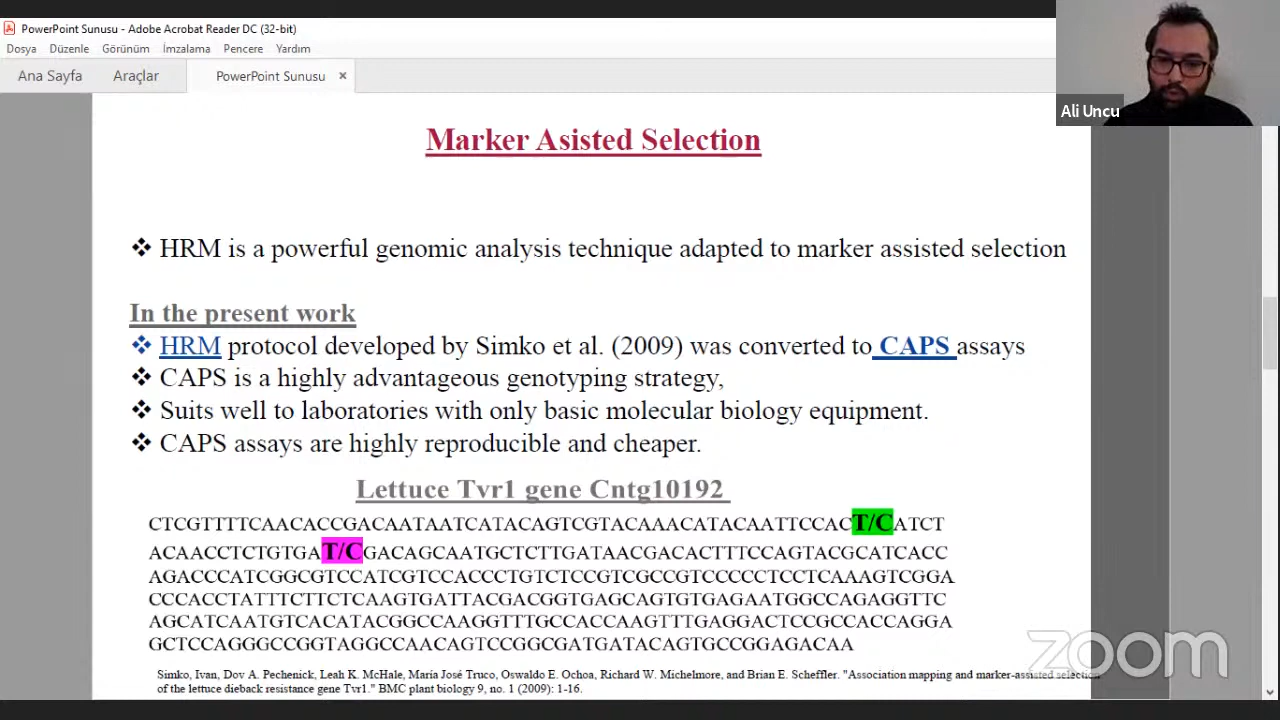 PowerPoint Sunusu - Adobe Acrobat Reader DC (32-bit)
Dosya Düzenle Görünüm İmzalama Pencere Yardım
Ana Sayfa Araçlar PowerPoint Sunusu ×
Ali Uncu
Marker Asisted Selection
❖ HRM is a powerful genomic analysis technique adapted to marker assisted selection
In the present work
❖ HRM protocol developed by Simko et al. (2009) was converted to CAPS assays
❖ CAPS is a highly advantageous genotyping strategy,
❖ Suits well to laboratories with only basic molecular biology equipment.
❖ CAPS assays are highly reproducible and cheaper.
Lettuce Tvr1 gene Cntg10192
CTCGTTTTCAACACCGACAATAATCATACAGTCGTACAAACATACAATTCCACT/CATCT
ACAACCTCTGTGAT/CGACAGCAATGCTCTTGATAACGACACTTTCCAGTACGCATCACC
AGACCCATCGGCGTCCATCGTCCACCCTGTCTCCGTCGCCGTCCCCCTCCTCAAAGTCGGA
CCCACCTATTTCTTCTCAAGTGATTACGACGGTGAGCAGTGTGAGAATGGCCAGAGGTTC
AGCATCAATGTCACATACGGCCAAGGTTTGCCACCAAGTTTGAGGACTCCGCCACCAGGA
GCTCCAGGGCCGGTAGGCCAACAGTCCGGCGATGATACAGTGCCGGAGACAA
Simko, Ivan, Dov A. Pechenick, Leah K. McHale, María José Truco, Oswaldo E. Ochoa, Richard W. Michelmore, and Brian E. Scheffler. "Association mapping and marker-assisted selection
of the lettuce dieback resistance gene Tvr1." BMC plant biology 9, no. 1 (2009): 1-16.
zoom